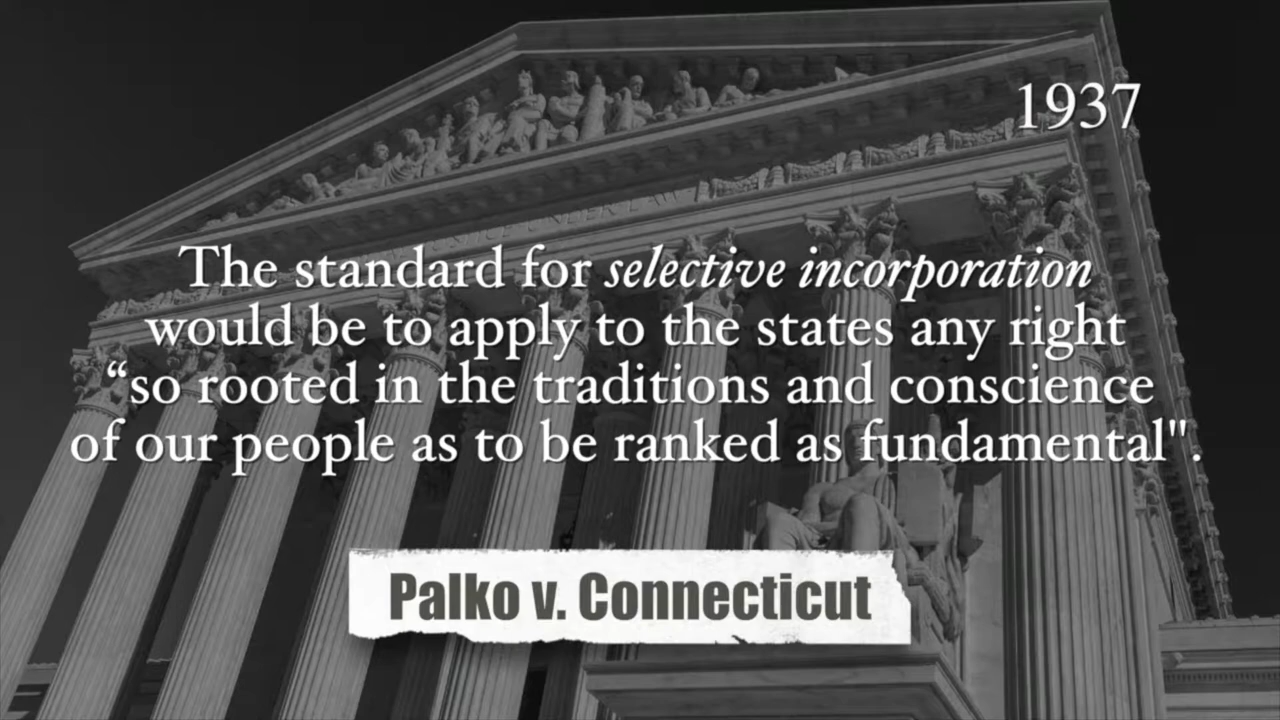 1937
The standard for selective incorporation
would be to apply to the states any right
“so rooted in the traditions and conscience
of our people as to be ranked as fundamental".
Palko v. Connecticut